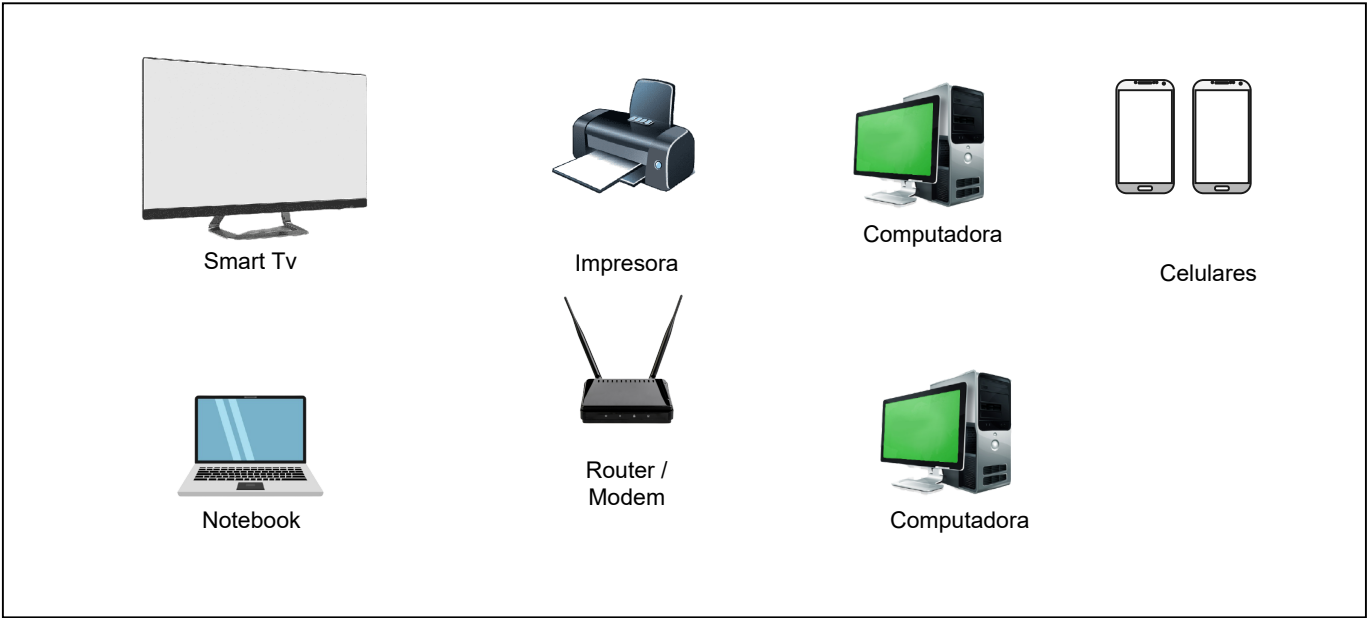 Smart Tv
Impresora
Computadora
Celulares
Notebook
Router /
Modem
Computadora